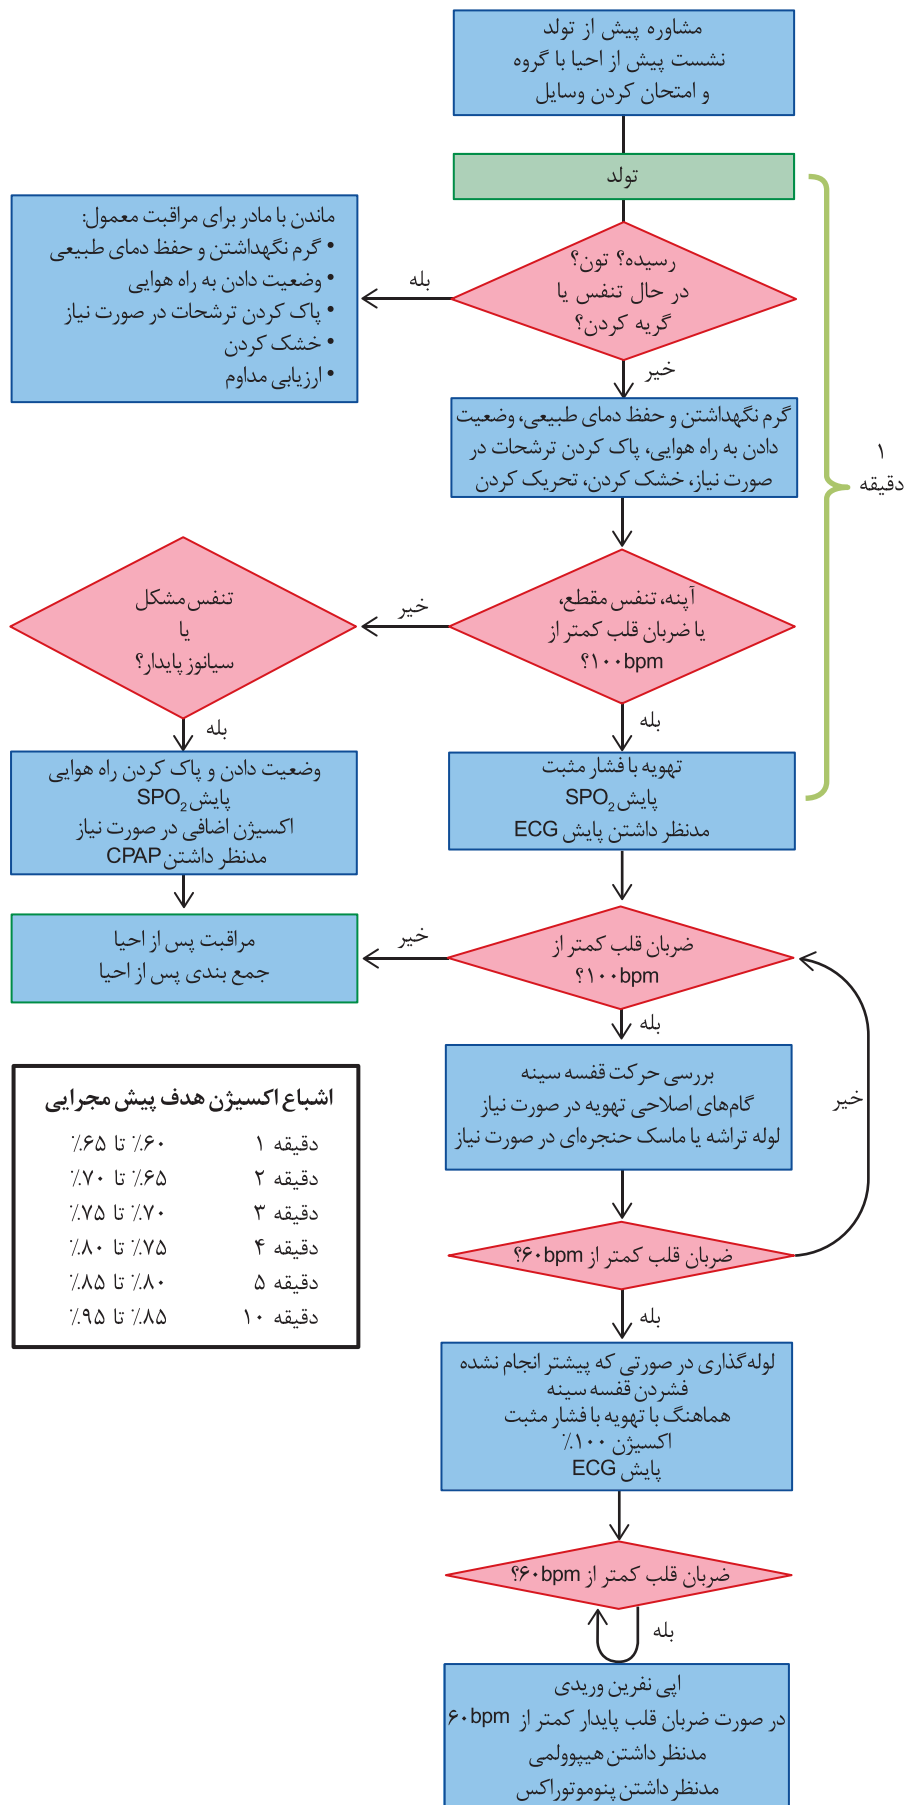 مشاوره پیش از تولد
نشست پیش از احیا با گروه
و امتحان کردن وسایل
تولد
رسیده؟ تون؟
در حال تنفس یا
گریه کردن؟
بله
ماندن با مادر برای مراقبت معمول:
• گرم نگهداشتن و حفظ دمای طبیعی
• وضعیت دادن به راه هوایی
• پاک کردن ترشحات در صورت نیاز
• خشک کردن
• ارزیابی مداوم
خیر
گرم نگهداشتن و حفظ دمای طبیعی، وضعیت
دادن به راه هوایی، پاک کردن ترشحات در
صورت نیاز، خشک کردن، تحریک کردن
۱
دقیقه
آپنه، تنفس مقطع،
یا ضربان قلب کمتر از
۱۰۰bpm؟
خیر
تنفس مشکل
یا
سیانوز پایدار؟
بله
وضعیت دادن و پاک کردن راه هوایی
پایش SPO₂
اکسیژن اضافی در صورت نیاز
مدنظر داشتن CPAP
بله
تهویه با فشار مثبت
پایش SPO₂
مدنظر داشتن پایش ECG
ضربان قلب کمتر از
۱۰۰bpm؟
خیر
مراقبت پس از احیا
جمع بندی پس از احیا
بله
بررسی حرکت قفسه سینه
گام‌های اصلاحی تهویه در صورت نیاز
لوله تراشه یا ماسک حنجره‌ای در صورت نیاز
خیر
ضربان قلب کمتر از ۶۰bpm؟
بله
لوله‌گذاری در صورتی که پیشتر انجام نشده
فشردن قفسه سینه
هماهنگ با تهویه با فشار مثبت
اکسیژن ۱۰۰٪
پایش ECG
ضربان قلب کمتر از ۶۰bpm؟
بله
اپی نفرین وریدی
در صورت ضربان قلب پایدار کمتر از ۶۰bpm
مدنظر داشتن هیپوولمی
مدنظر داشتن پنوموتوراکس
اشباع اکسیژن هدف پیش مجرایی
دقیقه ۱ ۶۰٪ تا ۶۵٪
دقیقه ۲ ۶۵٪ تا ۷۰٪
دقیقه ۳ ۷۰٪ تا ۷۵٪
دقیقه ۴ ۷۵٪ تا ۸۰٪
دقیقه ۵ ۸۰٪ تا ۸۵٪
دقیقه ۱۰ ۸۵٪ تا ۹۵٪